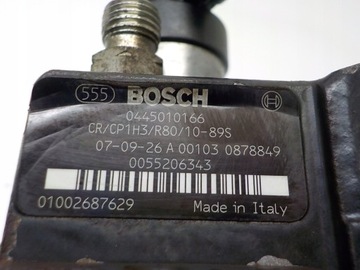 555 BOSCH
0445010166
CR/CP1H3/R80/10-89S
07-09-26 A 00103 0878849
0055206343
01002687629 Made in Italy